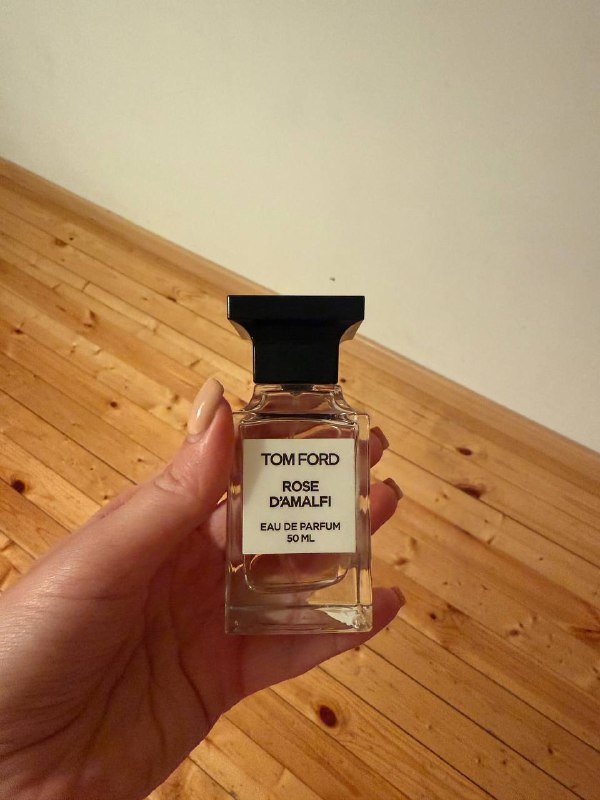 TOM FORD
ROSE
D'AMALFI
EAU DE PARFUM
50 ML